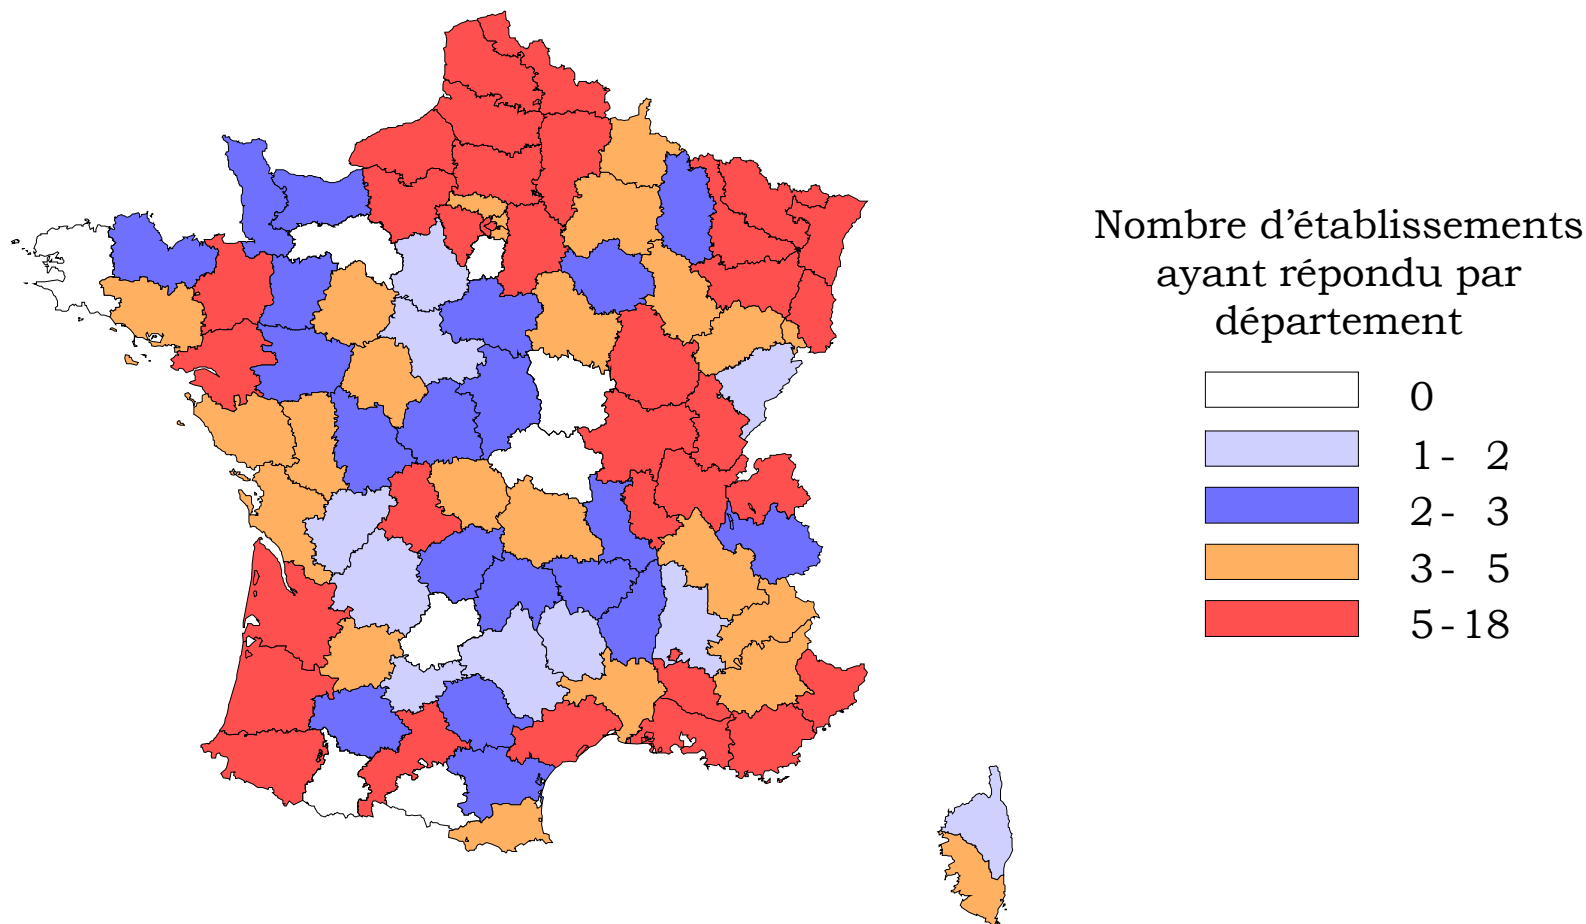 Nombre d’établissements
ayant répondu par
département
0
1 - 2
2 - 3
3 - 5
5 - 18